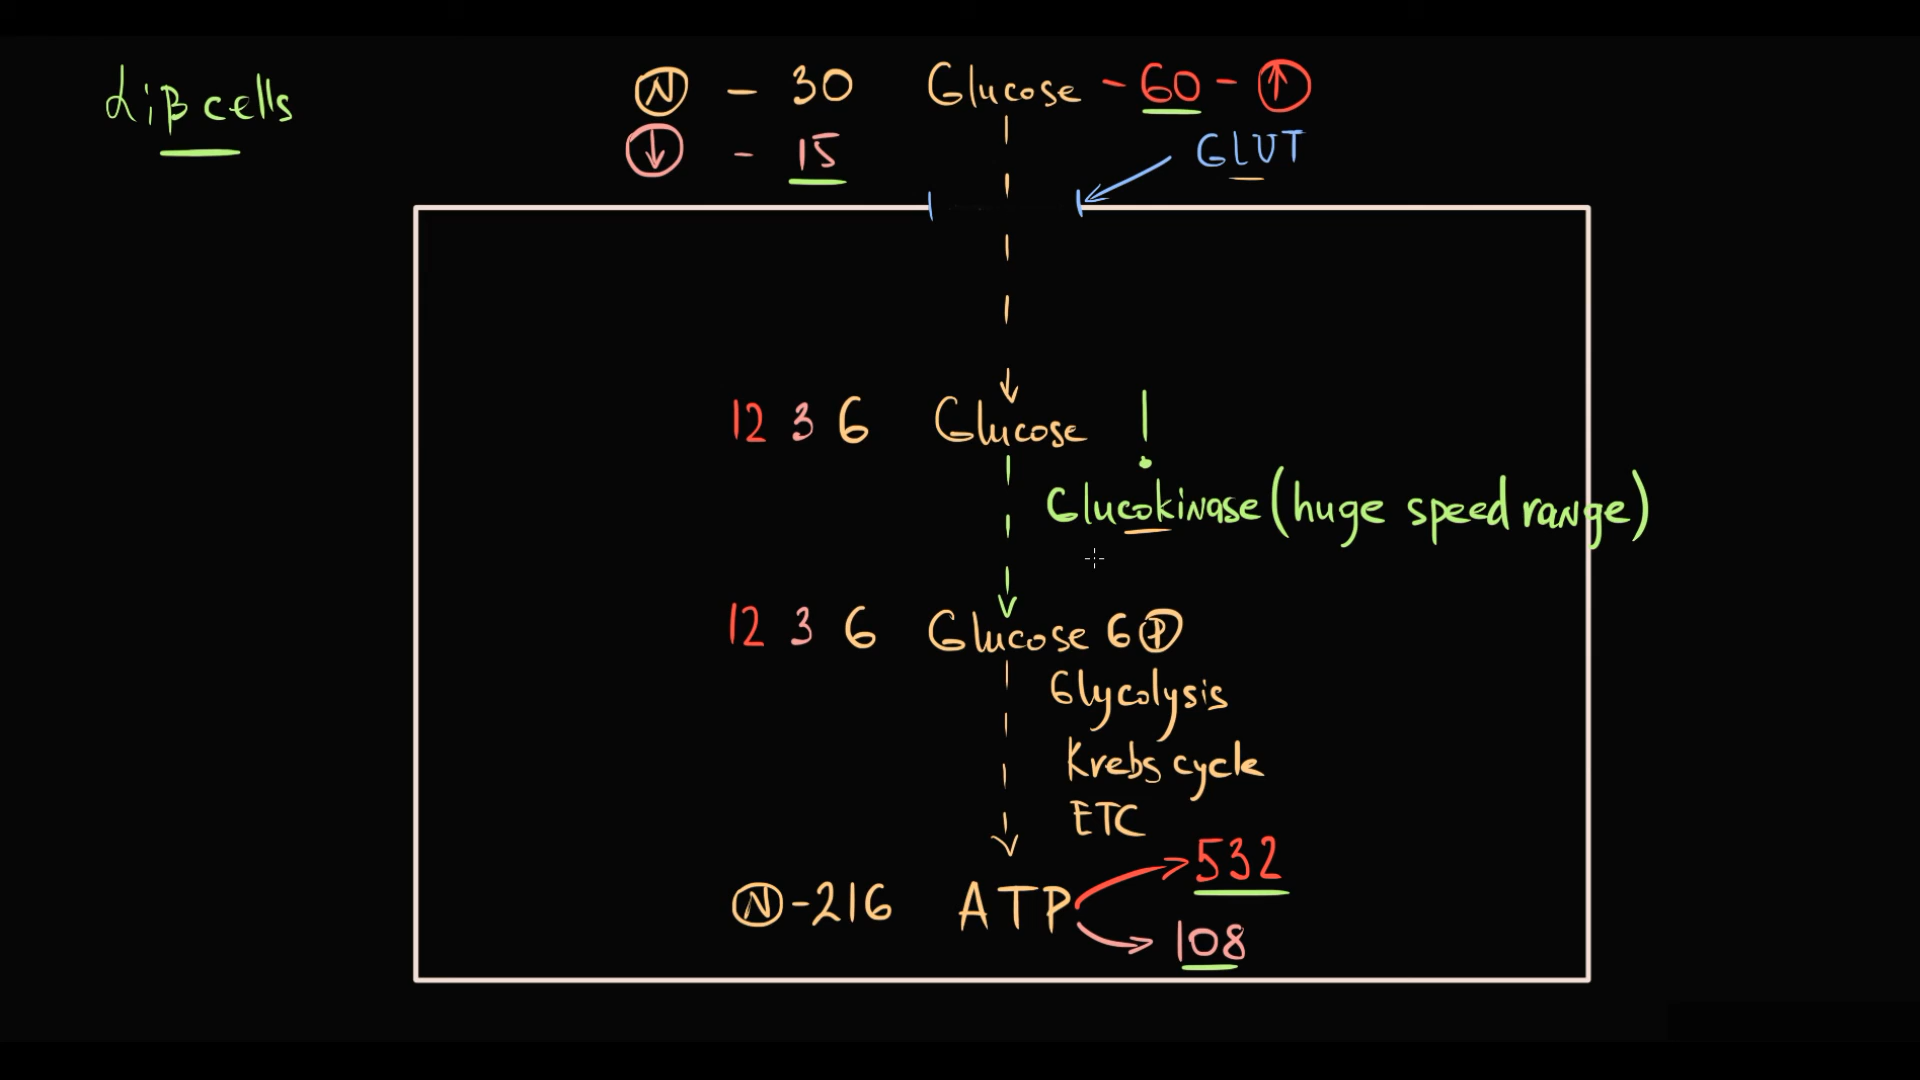 α i β cells
Ⓝ - 30 Glucose - 60 - ↑
↓ - 15
GLUT
12 3 6 Glucose !
Glucokinase (huge speed range)
12 3 6 Glucose 6 Ⓟ
Glycolysis
Krebs cycle
ETC
532
Ⓝ - 216 ATP
108